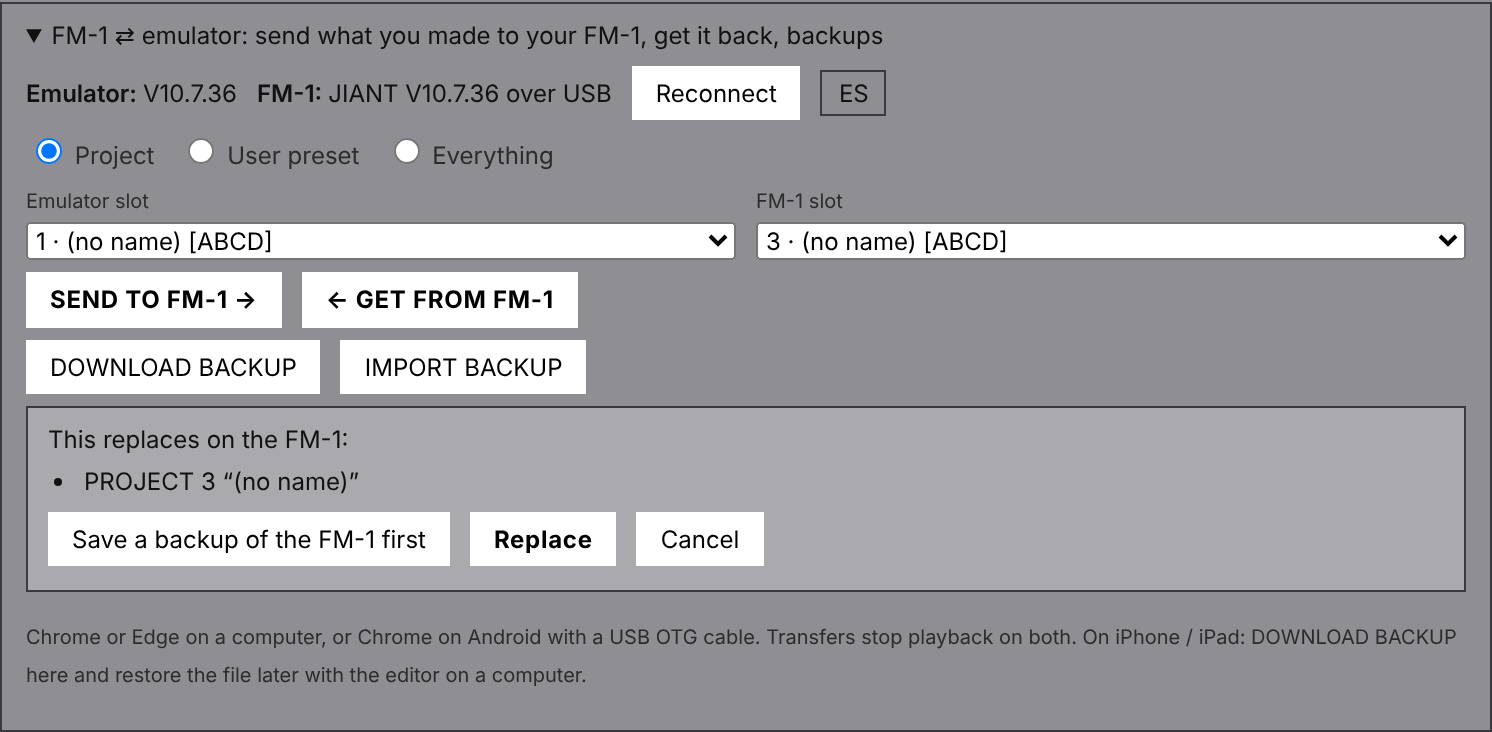 ▼ FM-1 ⇄ emulator: send what you made to your FM-1, get it back, backups
Emulator: V10.7.36 FM-1: JIANT V10.7.36 over USB Reconnect ES
Project User preset Everything
Emulator slot FM-1 slot
1 · (no name) [ABCD] 3 · (no name) [ABCD]
SEND TO FM-1 → ← GET FROM FM-1
DOWNLOAD BACKUP IMPORT BACKUP
This replaces on the FM-1:
• PROJECT 3 “(no name)”
Save a backup of the FM-1 first Replace Cancel
Chrome or Edge on a computer, or Chrome on Android with a USB OTG cable. Transfers stop playback on both. On iPhone / iPad: DOWNLOAD BACKUP
here and restore the file later with the editor on a computer.